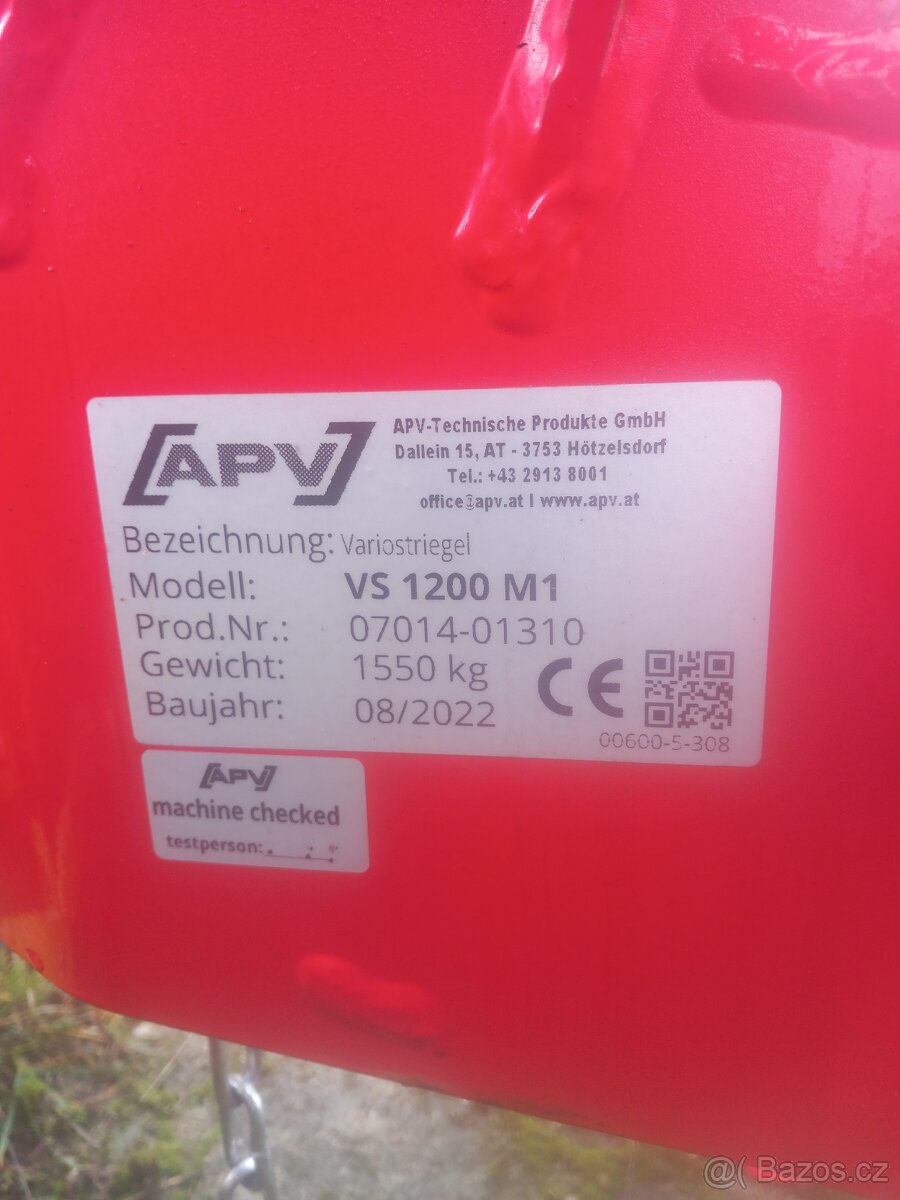 [APV]
APV-Technische Produkte GmbH
Dallein 15, AT - 3753 Hötzelsdorf
Tel.: +43 2913 8001
office@apv.at I www.apv.at
Bezeichnung: Variostriegel
Modell: VS 1200 M1
Prod.Nr.: 07014-01310
Gewicht: 1550 kg
Baujahr: 08/2022
CE
00600-5-308
[APV]
machine checked
testperson:
@( Bazos.cz